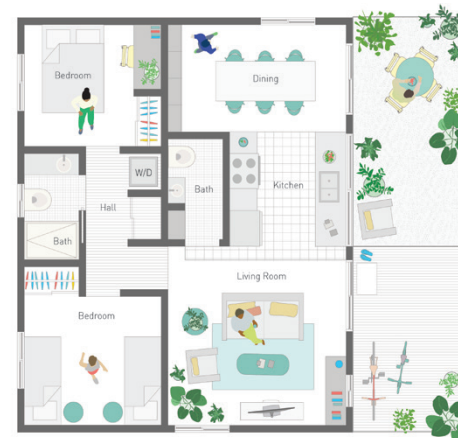 Bedroom
Dining
W/D
Bath
Kitchen
Hall
Bath
Living Room
Bedroom